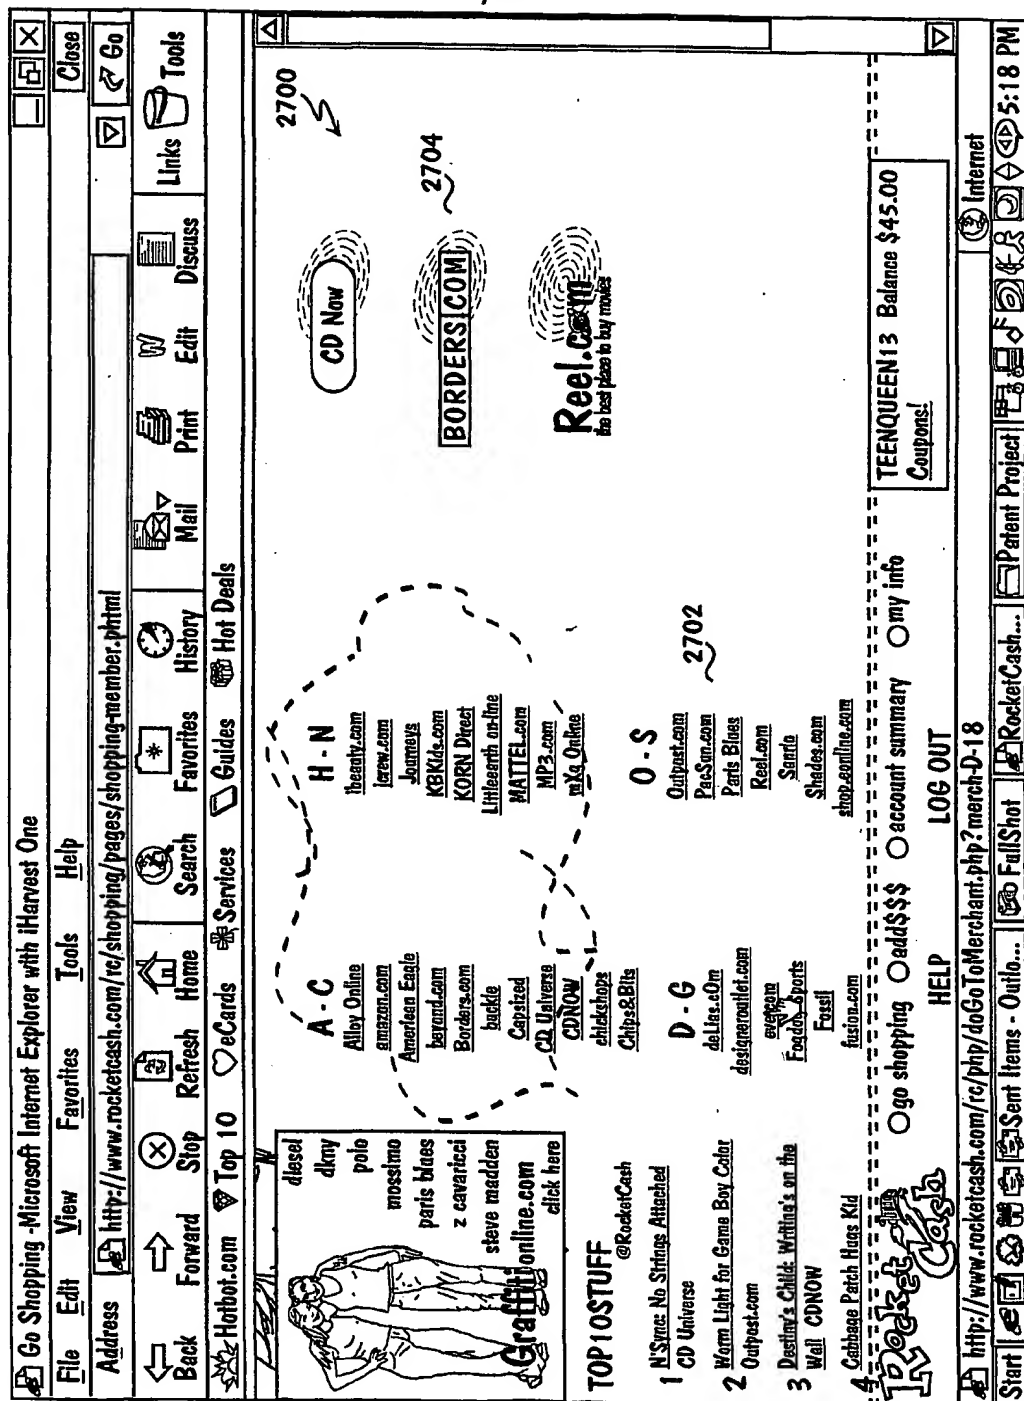 Go Shopping -Microsoft Internet Explorer with iHarvest One
File Edit View Favorites Tools Help Close
Address http://www.rocketcash.com/rc/shopping/pages/shopping-member.phtml Go
Back Forward Stop Refresh Home Search Favorites History Mail Print Edit Discuss Links Tools
Hotbot.com Top 10 eCards Services Guides Hot Deals
diesel
dkny
polo
mossimo
paris blues
z cavaricci
steve madden
Graffitionline.com
click here
TOP10STUFF
@RocketCash
1 N'Sync: No Strings Attached
CD Universe
2 Worm Light for Game Boy Color
Outpost.com
3 Destiny's Child: Writing's on the
Wall CDNOW
4 Cabbage Patch Hugs Kid
A - C
Alloy Online
amazon.com
American Eagle
beyond.com
Borders.com
buckle
Capsized
CD Universe
CDNOW
chickshops
Chips&Bits
D - G
deLias.cOm
designeroutlet.com
Fogdog Sports
Fossil
fusion.com
H - N
ibeauty.com
jcrew.com
Journeys
KBKids.com
KORN Direct
Littleearth on-line
MATTEL.com
MP3.com
mXg Online
O - S
Outpost.com
PacSun.com
Paris Blues
Reel.com
Sanrio
Shades.com
shop.eonline.com
2700
CD Now
2704
BORDERS COM
Reel.com
the best place to buy movies
2702
Rocket Cash
go shopping add$$$ account summary my info
HELP LOG OUT
TEENQUEEN13 Balance $45.00
Coupons!
http://www.rocketcash.com/rc/php/doGoToMerchant.php?merch-D-18 Internet
Start Sent Items - Outlo... FullShot RocketCash... Patent Project 5:18 PM